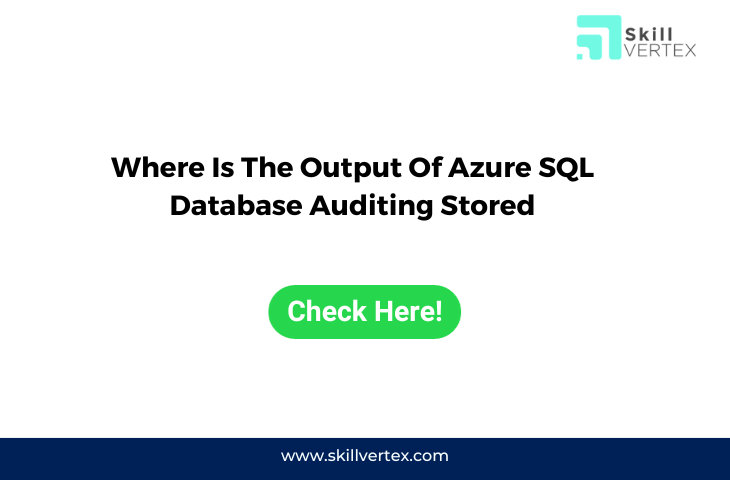 Skill
VERTEX
Where Is The Output Of Azure SQL
Database Auditing Stored
Check Here!
www.skillvertex.com